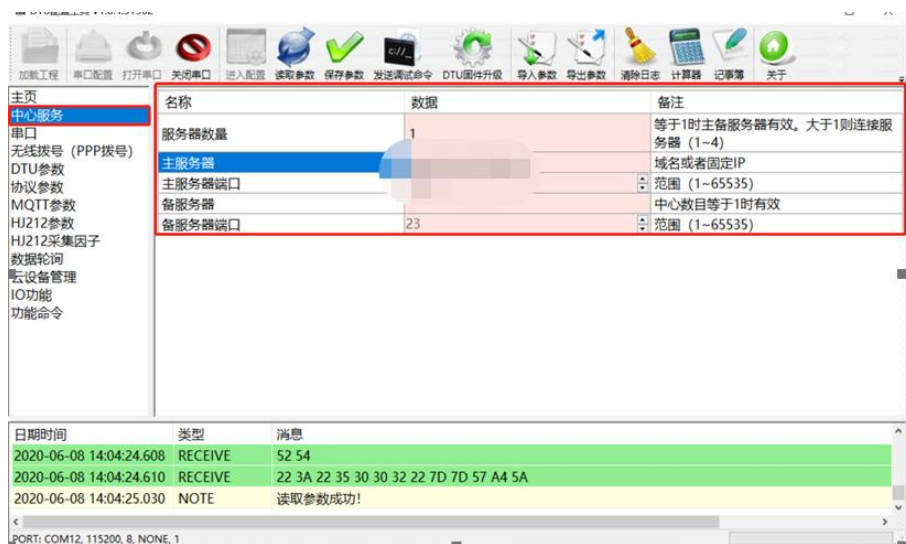 加载工程 串口配置 打开串口 关闭串口 进入配置 读取参数 保存参数 发送调试命令 DTU固件升级 导入参数 导出参数 清除日志 计算器 记事簿 关于
主页
中心服务
串口
无线拨号（PPP拨号）
DTU参数
协议参数
MQTT参数
HJ212参数
HJ212采集因子
数据轮询
云设备管理
IO功能
功能命令
名称 数据 备注
服务器数量 1 等于1时主备服务器有效。大于1则连接服务器（1~4）
主服务器 域名或者固定IP
主服务器端口 范围（1~65535）
备服务器 中心数目等于1时有效
备服务器端口 23 范围（1~65535）
日期时间 类型 消息
2020-06-08 14:04:24.608 RECEIVE 52 54
2020-06-08 14:04:24.610 RECEIVE 22 3A 22 35 30 30 32 22 7D 7D 57 A4 5A
2020-06-08 14:04:25.030 NOTE 读取参数成功!
PORT: COM12, 115200, 8, NONE, 1